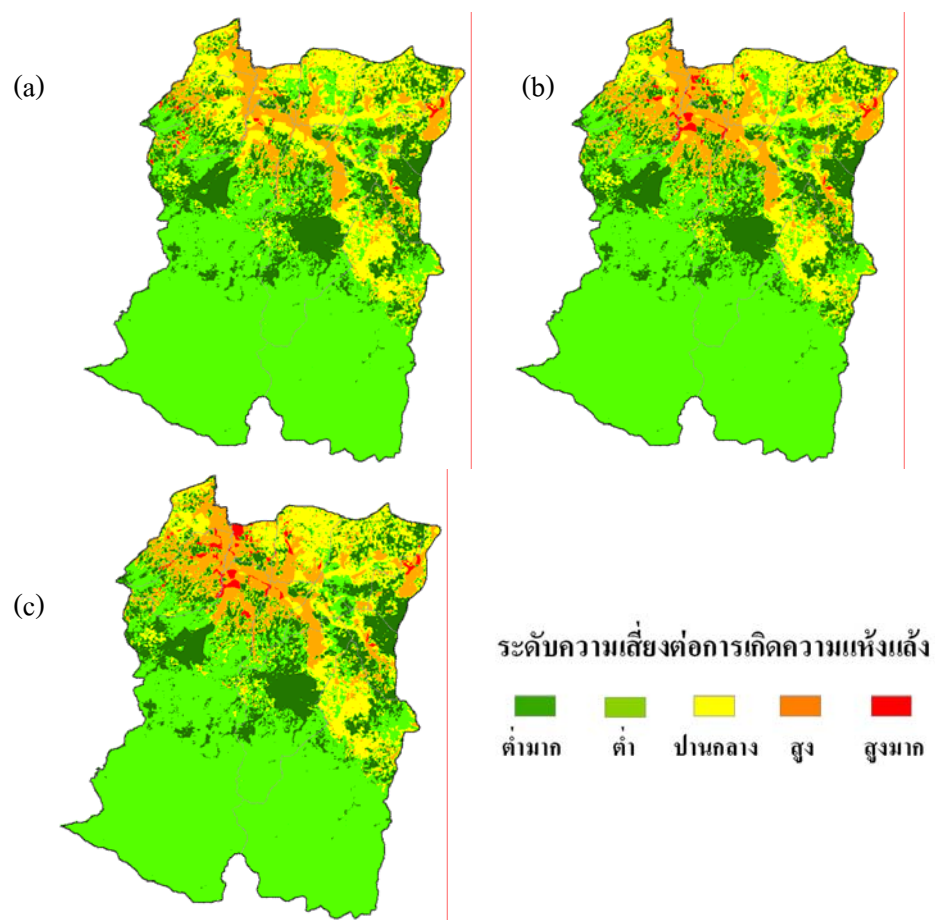 (a)
(b)
(c)
ระดับความเสี่ยงต่อการเกิดความแห้งแล้ง
ต่ำมาก ต่ำ ปานกลาง สูง สูงมาก